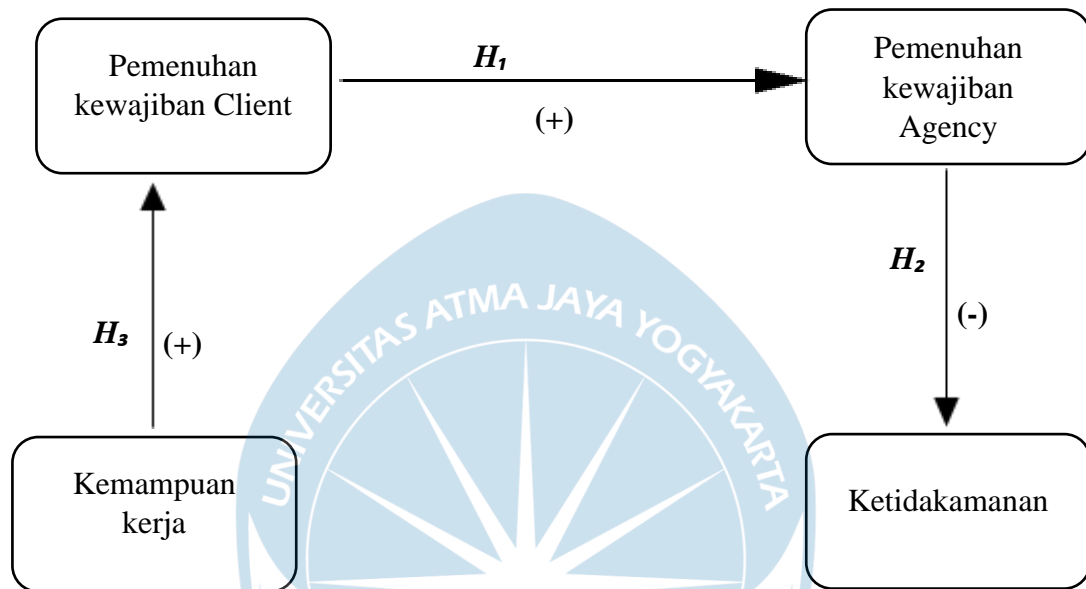 Pemenuhan
kewajiban Client
H₁
(+)
Pemenuhan
kewajiban
Agency
H₃
(+)
H₂
(-)
UNIVERSITAS ATMA JAYA YOGYAKARTA
Kemampuan
kerja
Ketidakamanan